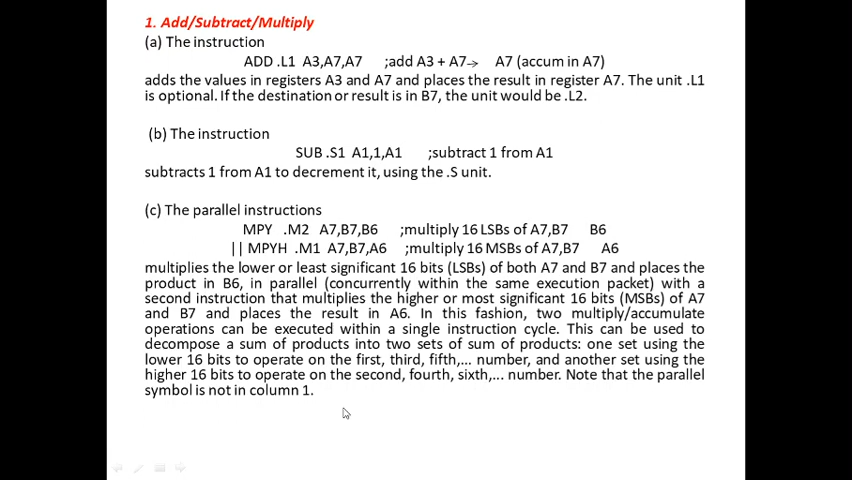 1. Add/Subtract/Multiply
(a) The instruction
ADD .L1 A3,A7,A7 ;add A3 + A7→ A7 (accum in A7)
adds the values in registers A3 and A7 and places the result in register A7. The unit .L1
is optional. If the destination or result is in B7, the unit would be .L2.
(b) The instruction
SUB .S1 A1,1,A1 ;subtract 1 from A1
subtracts 1 from A1 to decrement it, using the .S unit.
(c) The parallel instructions
MPY .M2 A7,B7,B6 ;multiply 16 LSBs of A7,B7 B6
|| MPYH .M1 A7,B7,A6 ;multiply 16 MSBs of A7,B7 A6
multiplies the lower or least significant 16 bits (LSBs) of both A7 and B7 and places the
product in B6, in parallel (concurrently within the same execution packet) with a
second instruction that multiplies the higher or most significant 16 bits (MSBs) of A7
and B7 and places the result in A6. In this fashion, two multiply/accumulate
operations can be executed within a single instruction cycle. This can be used to
decompose a sum of products into two sets of sum of products: one set using the
lower 16 bits to operate on the first, third, fifth,... number, and another set using the
higher 16 bits to operate on the second, fourth, sixth,... number. Note that the parallel
symbol is not in column 1.